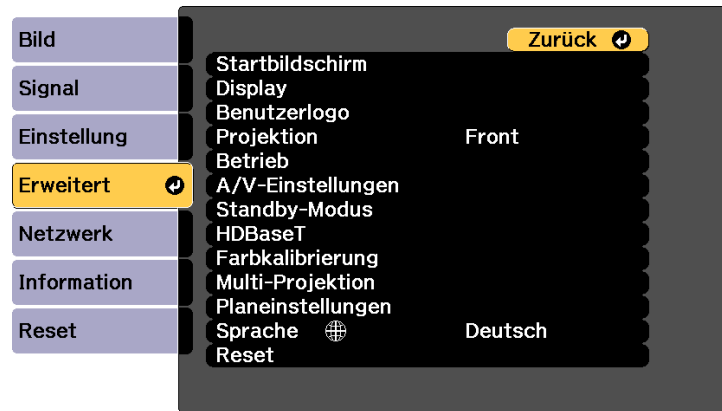 Bild
Signal
Einstellung
Erweitert
Netzwerk
Information
Reset
Zurück
Startbildschirm
Display
Benutzerlogo
Projektion Front
Betrieb
A/V-Einstellungen
Standby-Modus
HDBaseT
Farbkalibrierung
Multi-Projektion
Planeinstellungen
Sprache Deutsch
Reset